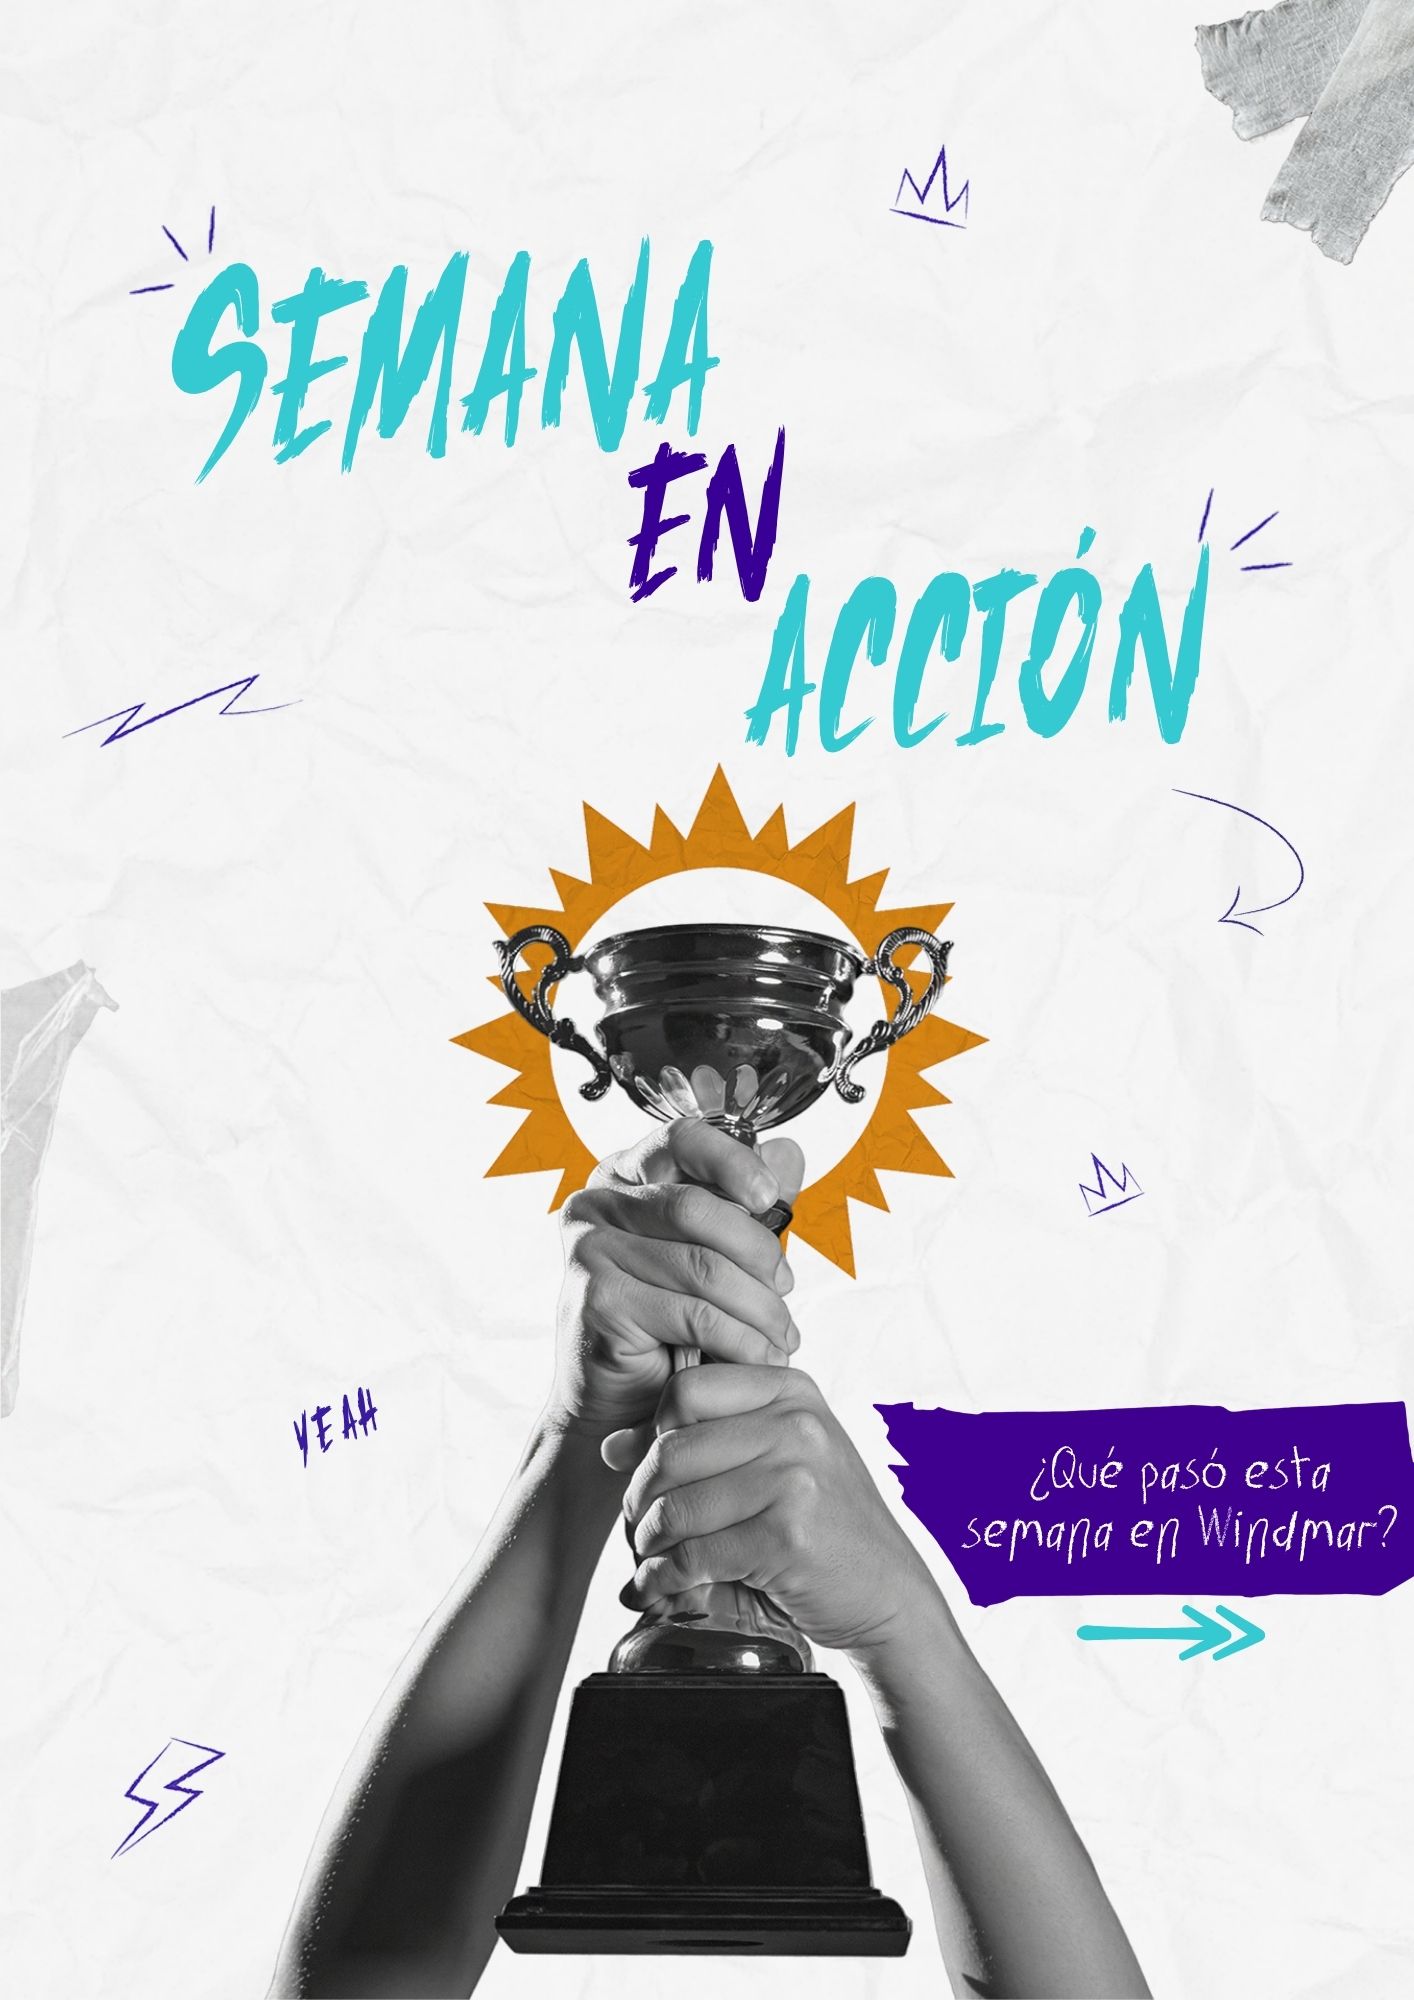 SEMANA
EN
ACCIÓN
YEAH
¿Qué pasó esta
semana en Windmar?